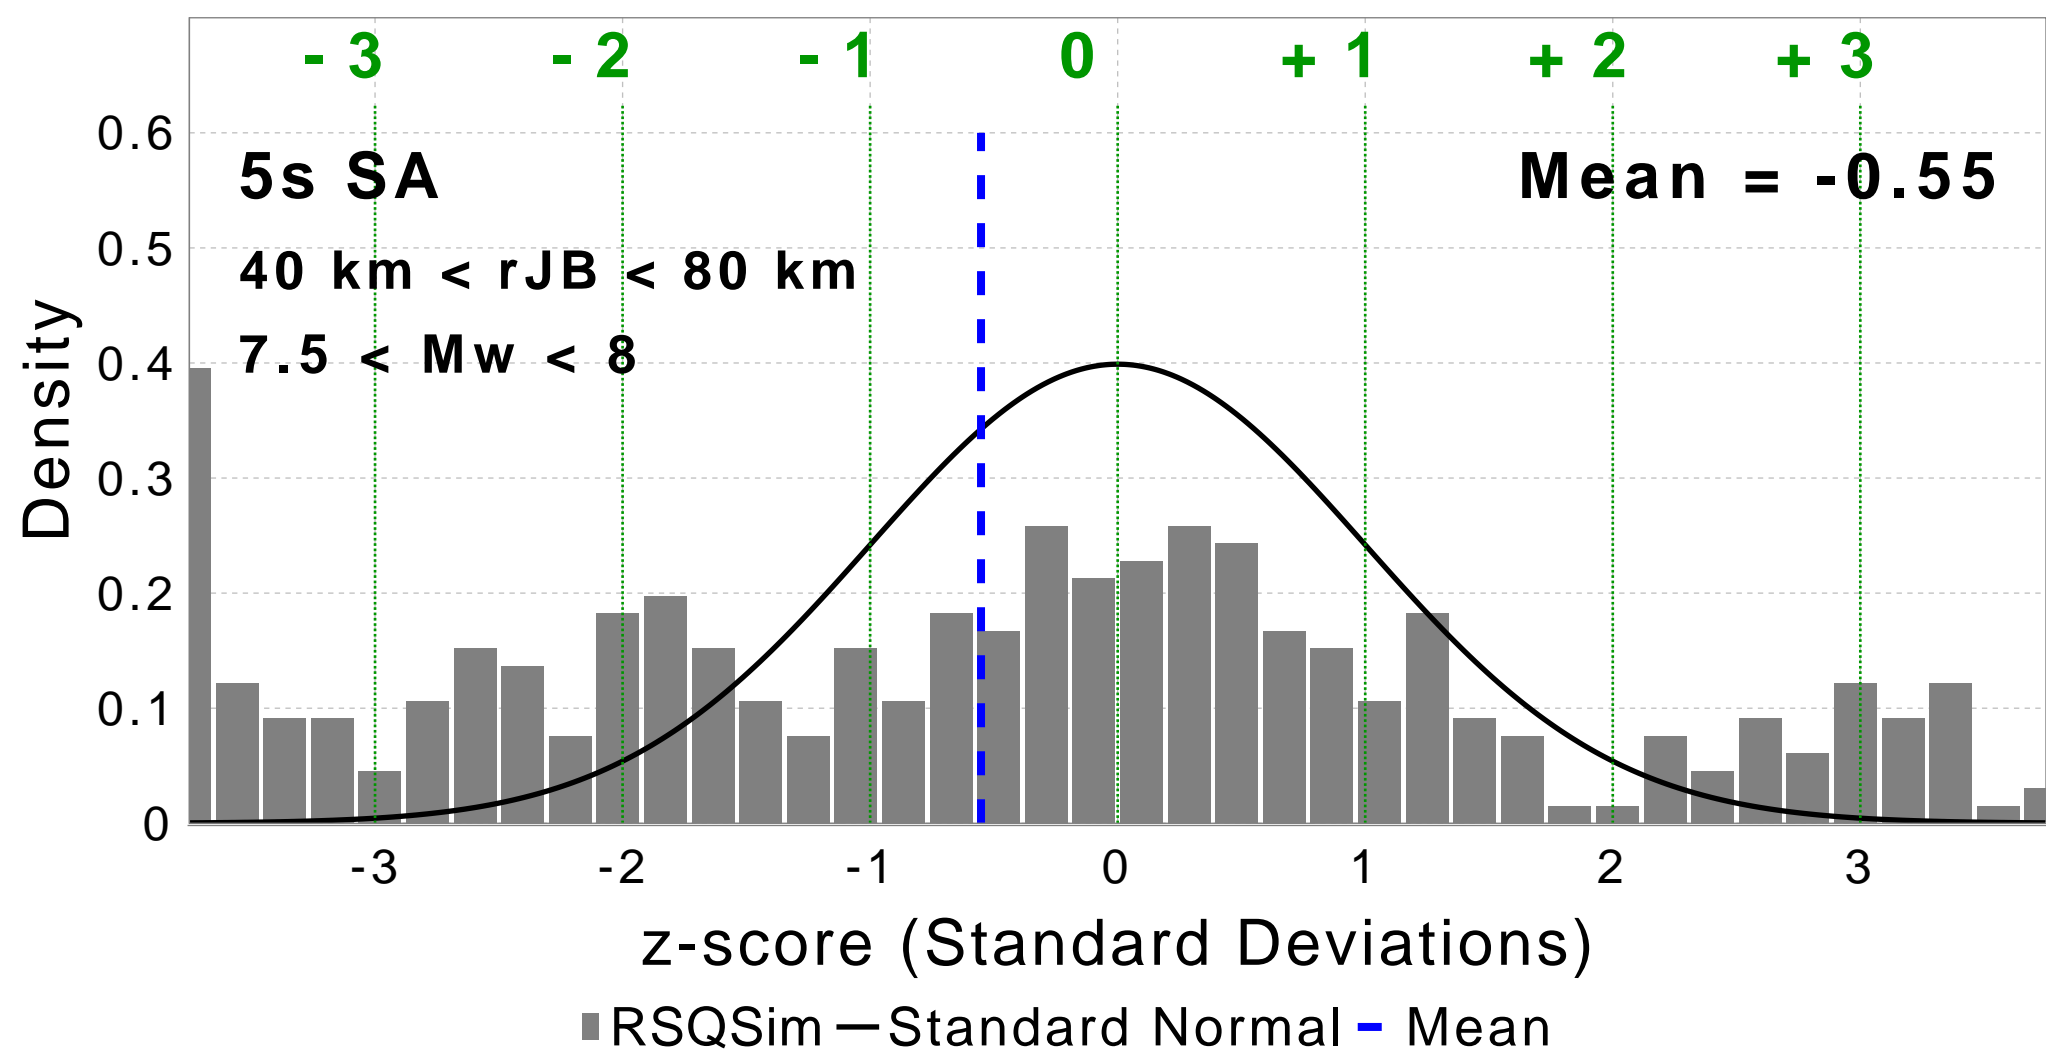 - 3 - 2 - 1 0 + 1 + 2 + 3
0.6
5s SA Mean = -0.55
0.5
40 km < rJB < 80 km
7.5 < Mw < 8
0.4
0.3
0.2
0.1
0
Density
-3 -2 -1 0 1 2 3
z-score (Standard Deviations)
RSQSim Standard Normal Mean